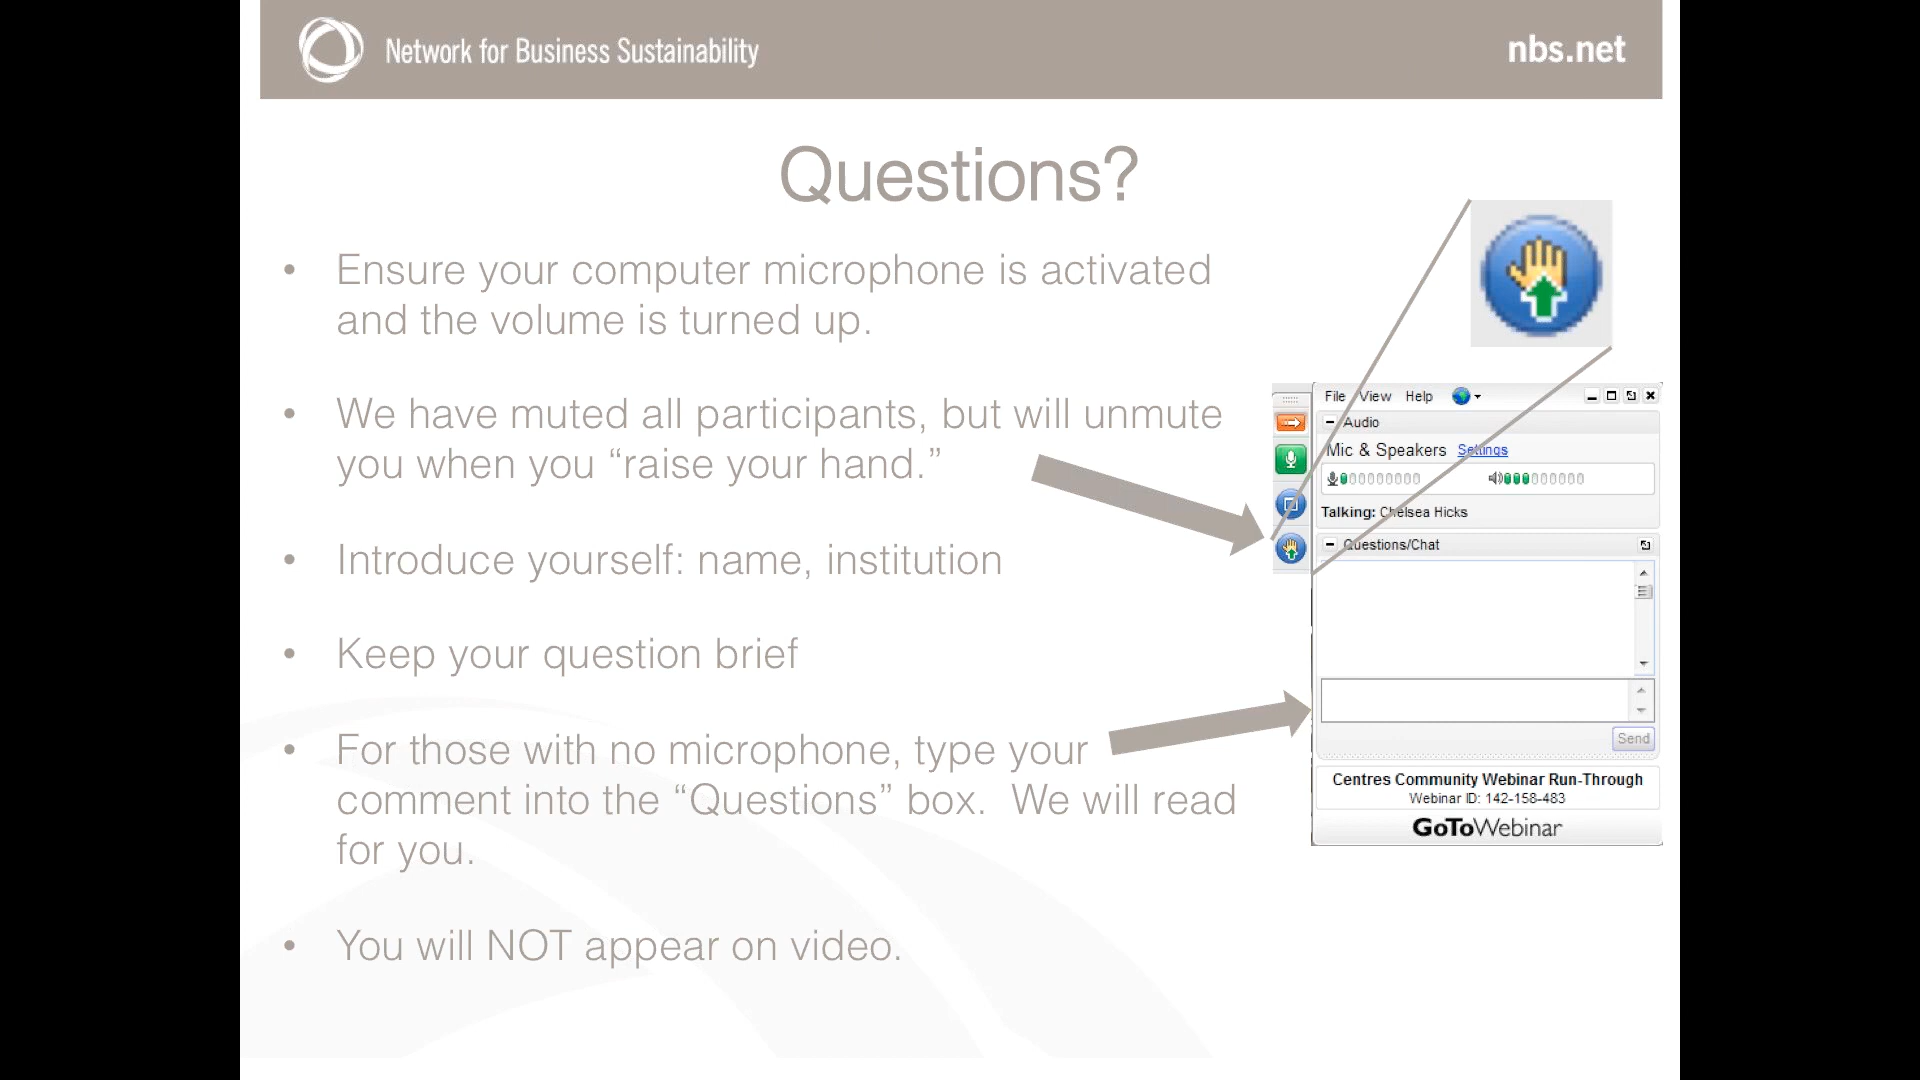 Network for Business Sustainability
nbs.net
Questions?
• Ensure your computer microphone is activated
and the volume is turned up.
• We have muted all participants, but will unmute
you when you “raise your hand.”
• Introduce yourself: name, institution
• Keep your question brief
• For those with no microphone, type your
comment into the “Questions” box.  We will read
for you.
• You will NOT appear on video.
File View Help
Audio
Mic & Speakers Settings
Talking: Chelsea Hicks
Questions/Chat
Send
Centres Community Webinar Run-Through
Webinar ID: 142-158-483
GoToWebinar